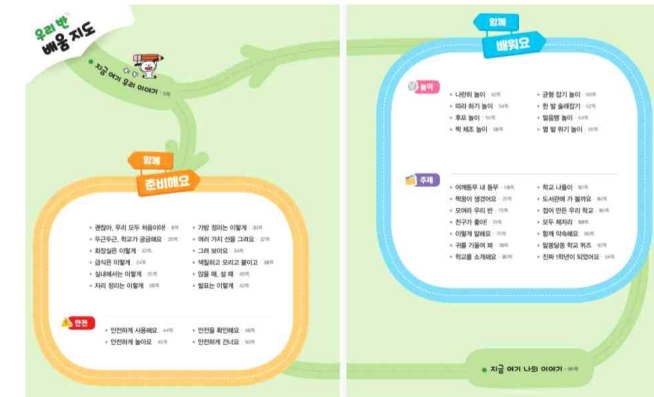 우리 반
배움 지도
지금 여기 우리 이야기
함께
준비해요
괜찮아, 우리 모두 처음이야!
두근두근, 학교가 궁금해요
화장실은 이렇게
급식은 이렇게
실내에서는 이렇게
자리 정리는 이렇게
가방 정리는 이렇게
여러 가지 선을 그려요
그려 보아요
색칠하고 오리고 붙이고
앉을 때, 설 때
발표는 이렇게
안전
안전하게 사용해요
안전하게 놀아요
안전을 확인해요
안전하게 건너요
함께
배워요
놀이
나란히 놀이
따라 하기 놀이
후프 놀이
짝 체조 놀이
균형 잡기 놀이
한 발 술래잡기
얼음땡 놀이
열 발 뛰기 놀이
주제
어깨동무 내 동무
짝꿍이 생겼어요
모여라 우리 반
친구가 좋아!
이렇게 말해요
귀를 기울여 봐
학교를 소개해요
학교 나들이
도서관에 가 볼까요
접어 만든 우리 학교
모두 제자리
함께 약속해요
알쏭달쏭 학교 퀴즈
진짜 1학년이 되었어요
지금 여기 나의 이야기